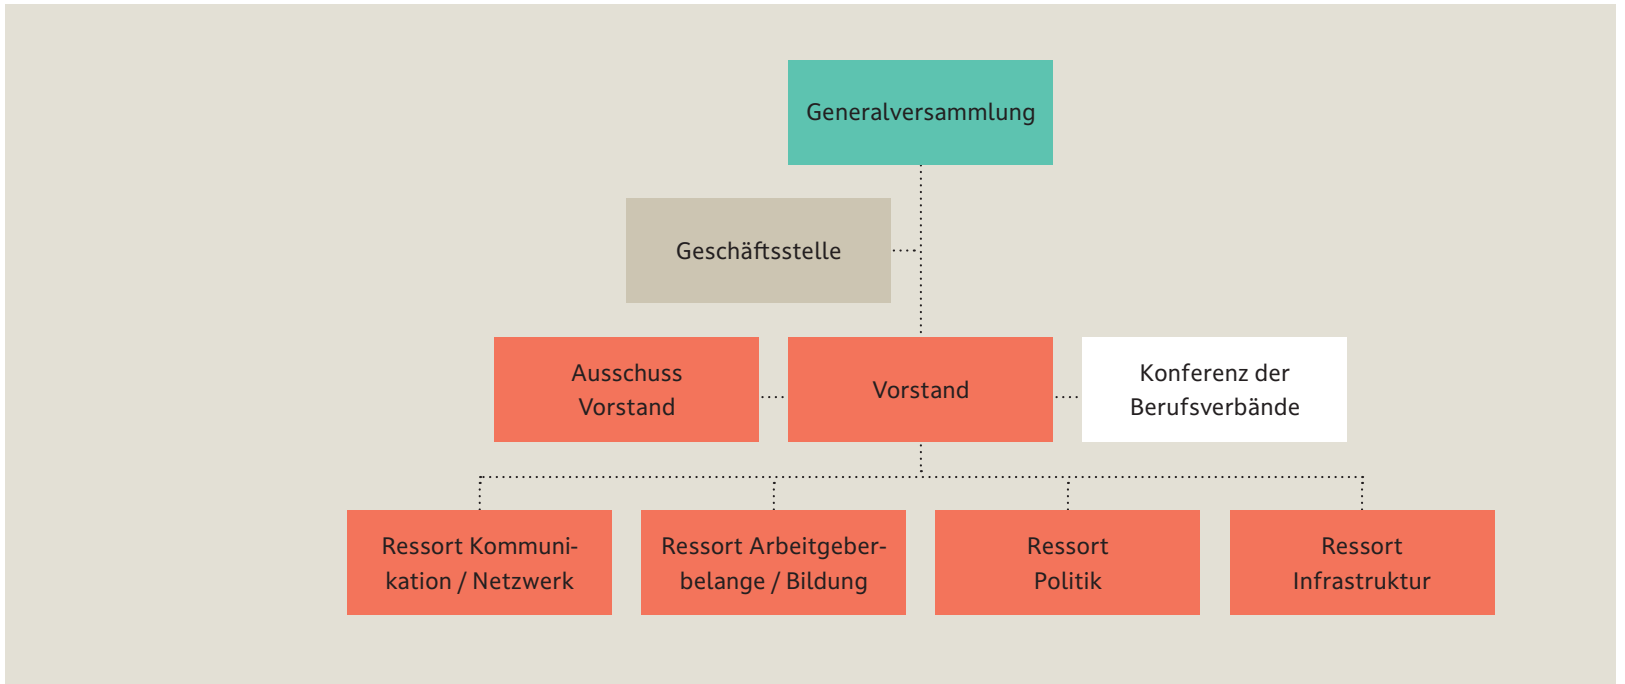 Generalversammlung
Geschäftsstelle
Ausschuss
Vorstand
Vorstand
Konferenz der
Berufsverbände
Ressort Kommuni-
kation / Netzwerk
Ressort Arbeitgeber-
belange / Bildung
Ressort
Politik
Ressort
Infrastruktur